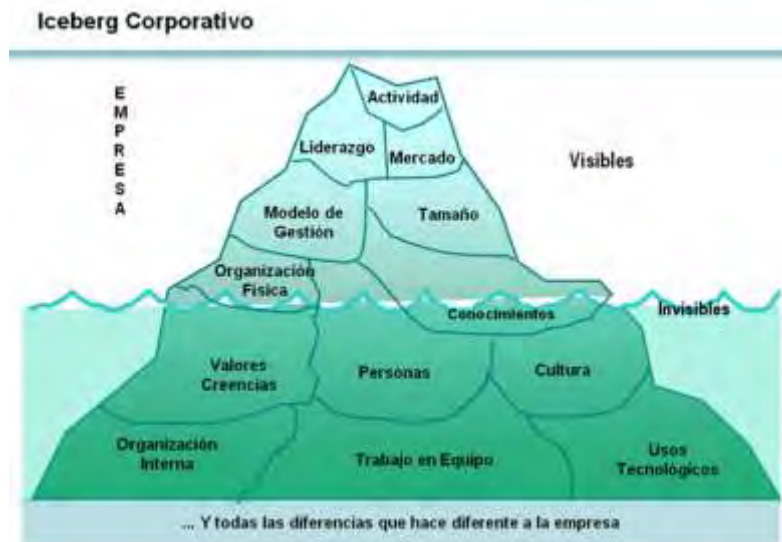 Iceberg Corporativo
EMPRESA
Actividad
Liderazgo
Mercado
Visibles
Modelo de
Gestión
Tamaño
Organización
Física
Conocimientos
Invisibles
Valores
Creencias
Personas
Cultura
Organización
Interna
Trabajo en Equipo
Usos
Tecnológicos
... Y todas las diferencias que hace diferente a la empresa